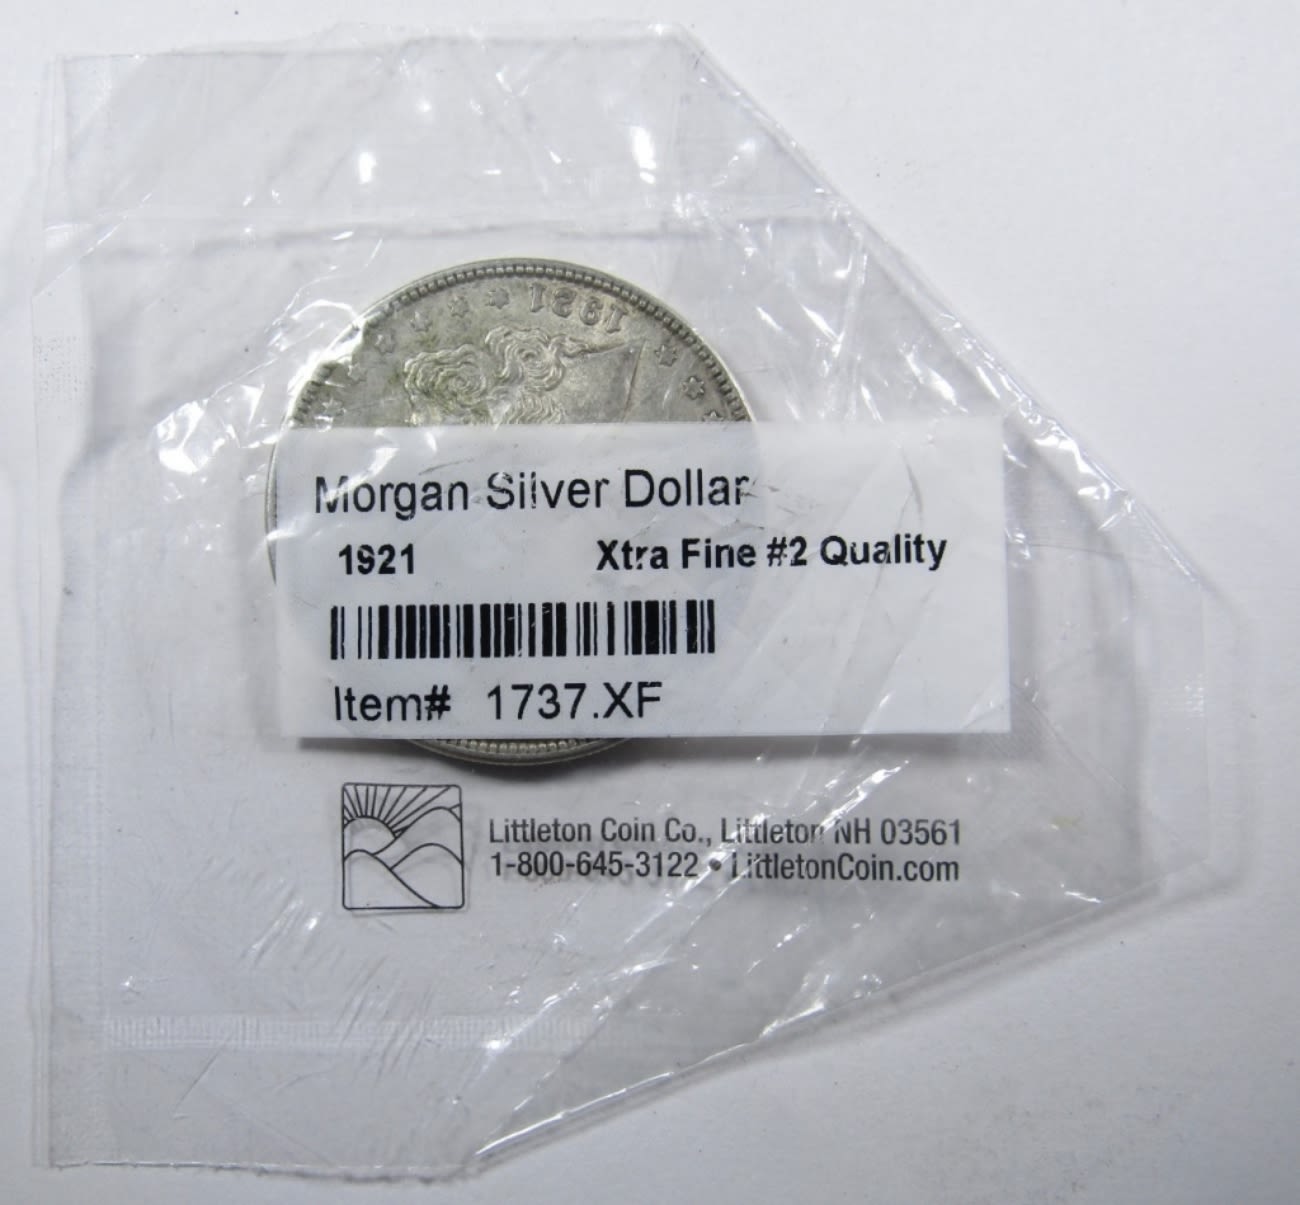 1921
Morgan Silver Dollar
1921 Xtra Fine #2 Quality
Item# 1737.XF
Littleton Coin Co., Littleton NH 03561
1-800-645-3122 • LittletonCoin.com